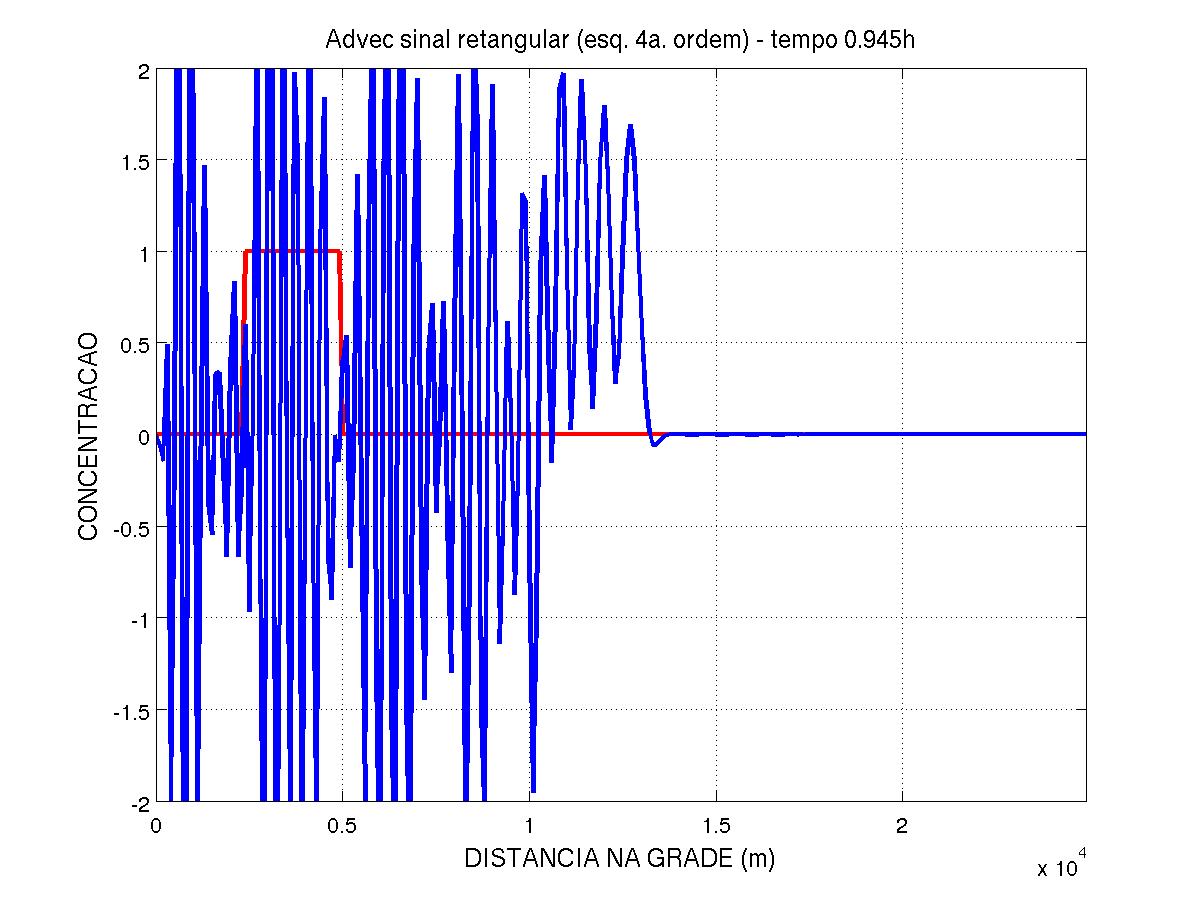 Advec sinal retangular (esq. 4a. ordem) - tempo 0.945h
2
1.5
1
0.5
0
-0.5
-1
-1.5
-2
CONCENTRACAO
0 0.5 1 1.5 2
DISTANCIA NA GRADE (m)
x 10^4